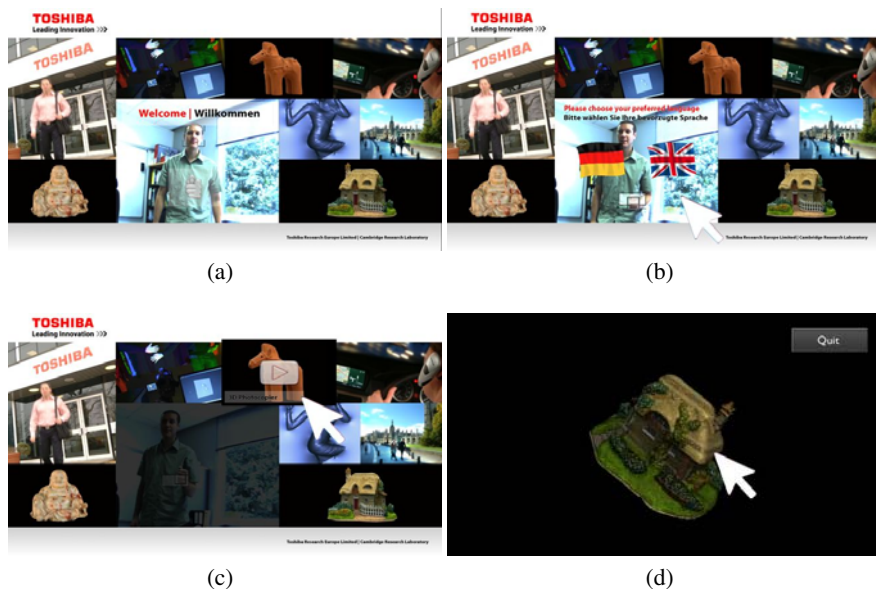 TOSHIBA
Leading Innovation >>>
TOSHIBA
Welcome | Willkommen
Toshiba Research Europe Limited | Cambridge Research Laboratory
(a)
TOSHIBA
Leading Innovation >>>
TOSHIBA
Please choose your preferred language
Bitte wählen Sie Ihre bevorzugte Sprache
Toshiba Research Europe Limited | Cambridge Research Laboratory
(b)
TOSHIBA
Leading Innovation >>>
TOSHIBA
3D Photocopier
Toshiba Research Europe Limited | Cambridge Research Laboratory
(c)
Quit
(d)